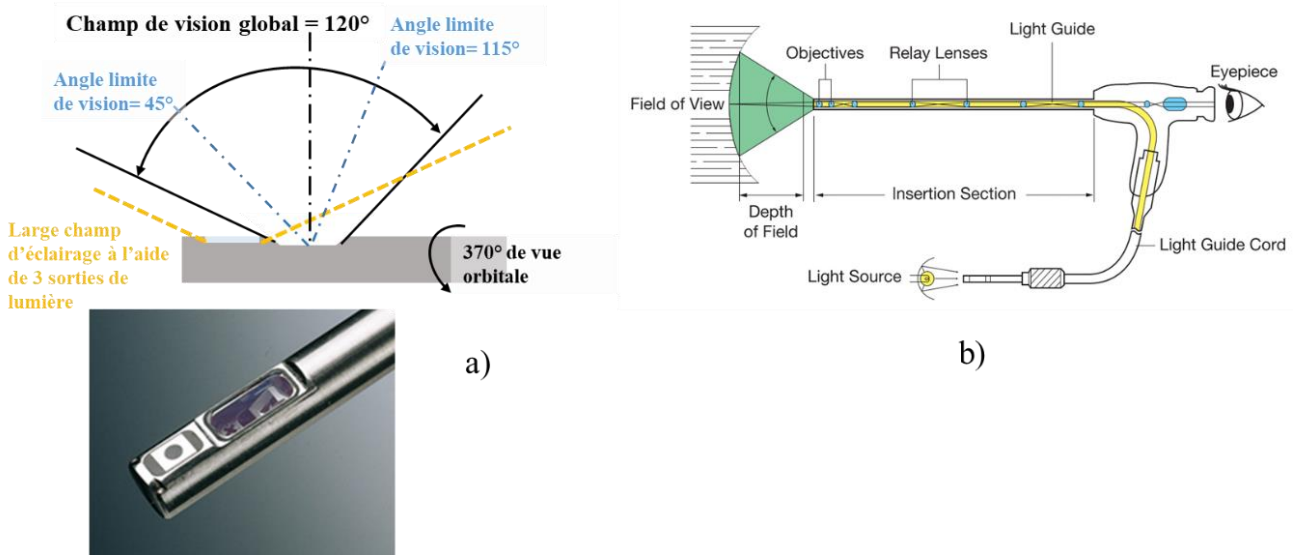 Champ de vision global = 120°
Angle limite
de vision= 115°
Angle limite
de vision= 45°
Large champ
d'éclairage à l'aide
de 3 sorties de
lumière
370° de vue
orbitale
a)
Light Guide
Objectives
Relay Lenses
Eyepiece
Field of View
Insertion Section
Depth
of Field
Light Guide Cord
Light Source
b)